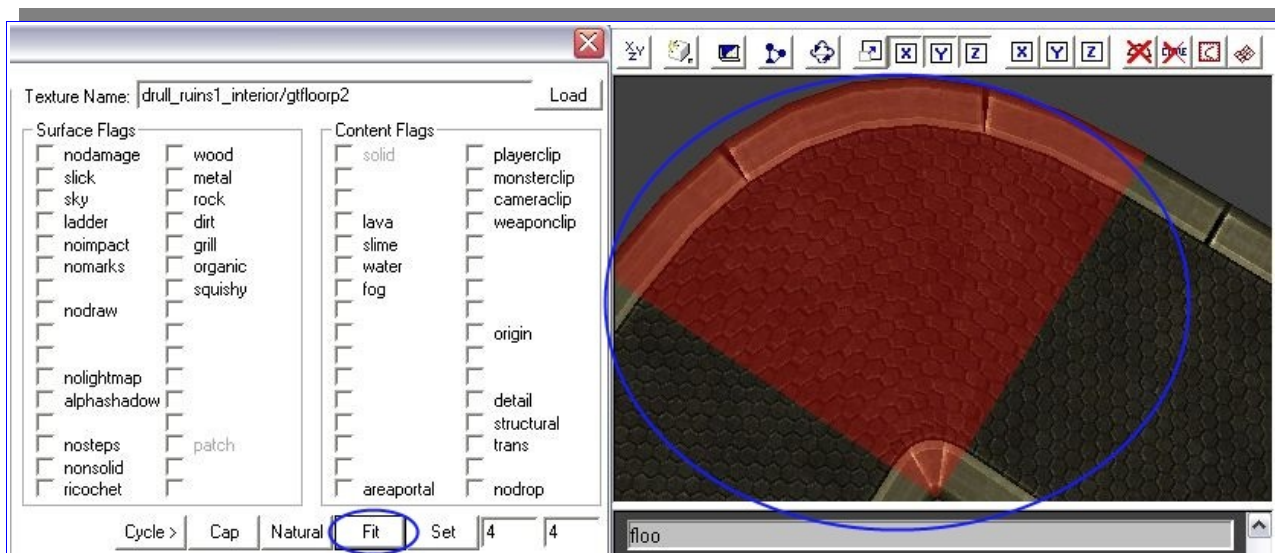 X Y Z X Y Z
Texture Name: drull_ruins1_interior/gtfloorp2 Load
Surface Flags Content Flags
nodamage wood solid playerclip
slick metal monsterclip
sky rock cameraclip
ladder dirt lava weaponclip
noimpact grill slime
nomarks organic water
squishy fog
nodraw
origin
nolightmap
alphashadow detail
structural
nosteps patch trans
nonsolid
ricochet areaportal nodrop
Cycle > Cap Natural Fit Set 4 4
floo